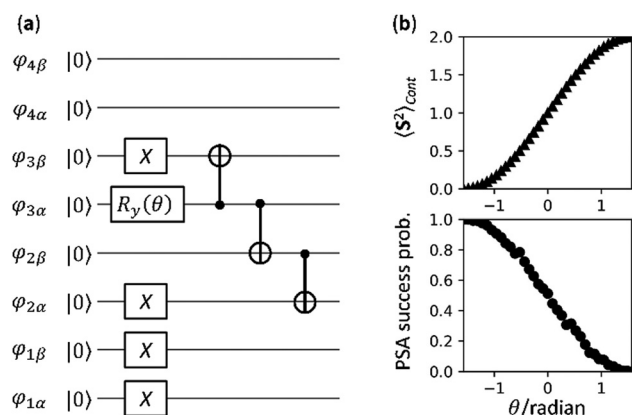 (a)
φ4β |0⟩
φ4α |0⟩
φ3β |0⟩ X
φ3α |0⟩ Ry(θ)
φ2β |0⟩
φ2α |0⟩ X
φ1β |0⟩ X
φ1α |0⟩ X
(b)
⟨S²⟩Cont
2.0
1.5
1.0
0.5
0.0
−1 0 1
PSA success prob.
1.0
0.8
0.6
0.4
0.2
0.0
−1 0 1
θ/radian